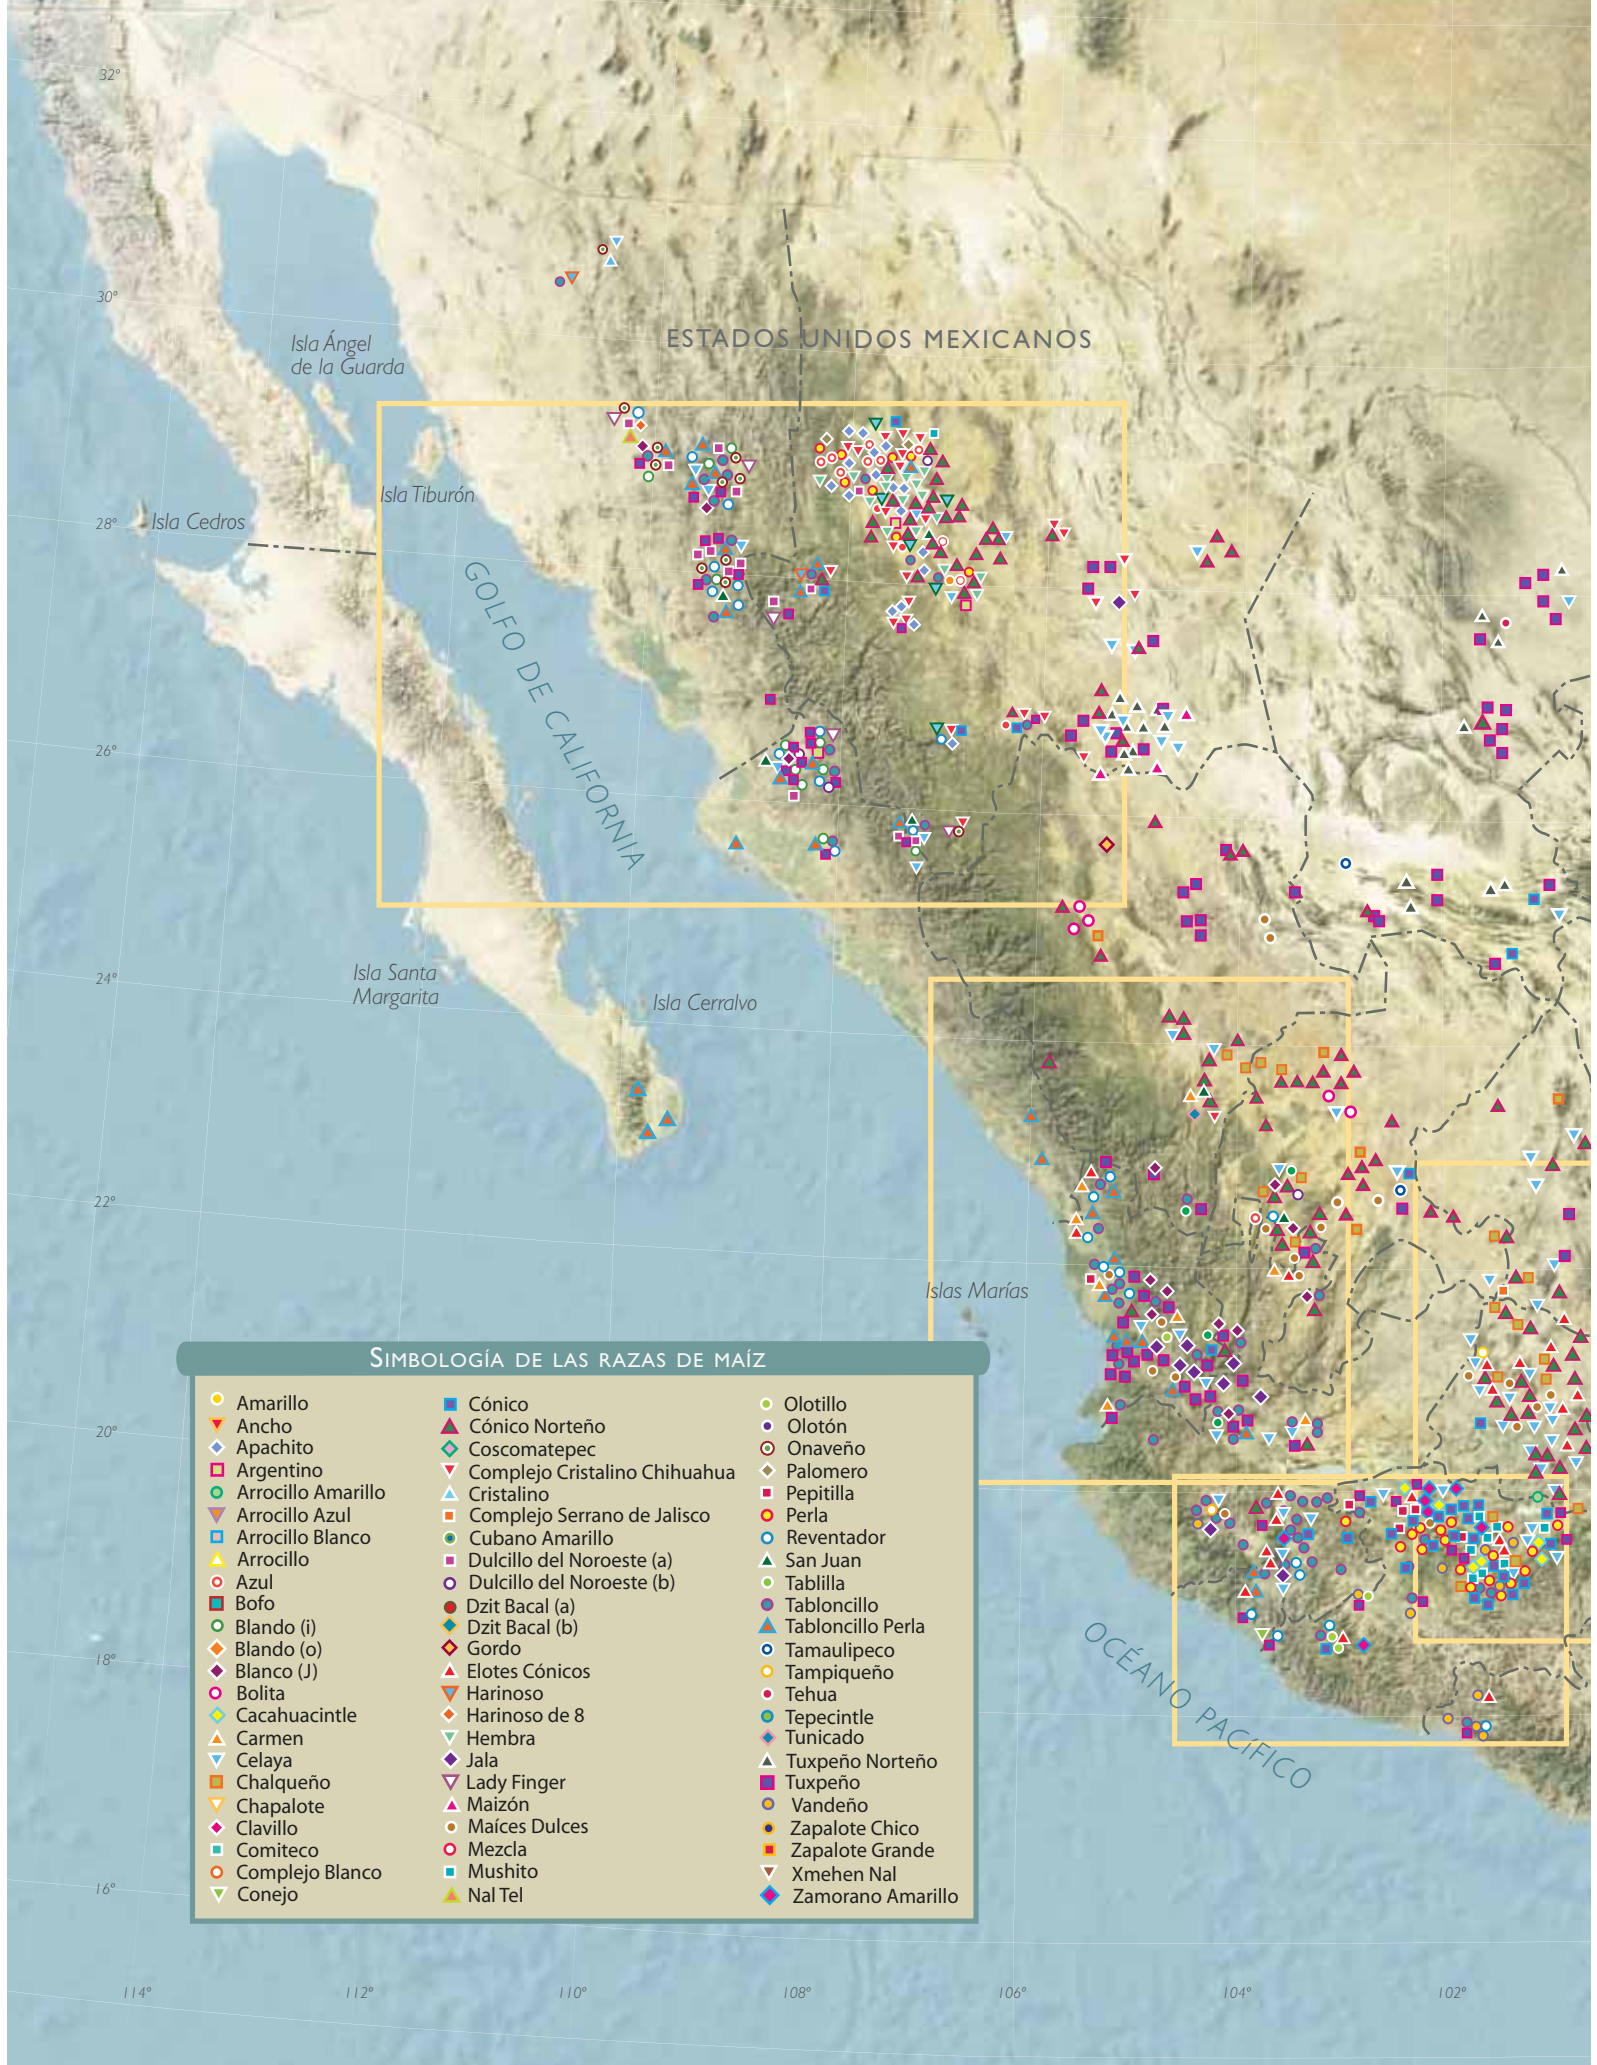 32°
30°
ESTADOS UNIDOS MEXICANOS
Isla Ángel
de la Guarda
Isla Tiburón
28°
Isla Cedros
GOLFO DE CALIFORNIA
26°
24°
Isla Santa
Margarita
Isla Cerralvo
22°
Islas Marías
20°
18°
16°
OCÉANO PACíFICO
SIMBOLOGÍA DE LAS RAZAS DE MAÍZ
Amarillo
Ancho
Apachito
Argentino
Arrocillo Amarillo
Arrocillo Azul
Arrocillo Blanco
Arrocillo
Azul
Bofo
Blando (i)
Blando (o)
Blanco (J)
Bolita
Cacahuacintle
Carmen
Celaya
Chalqueño
Chapalote
Clavillo
Comiteco
Complejo Blanco
Conejo
Cónico
Cónico Norteño
Coscomatepec
Complejo Cristalino Chihuahua
Cristalino
Complejo Serrano de Jalisco
Cubano Amarillo
Dulcillo del Noroeste (a)
Dulcillo del Noroeste (b)
Dzit Bacal (a)
Dzit Bacal (b)
Gordo
Elotes Cónicos
Harinoso
Harinoso de 8
Hembra
Jala
Lady Finger
Maizón
Maíces Dulces
Mezcla
Mushito
Nal Tel
Olotillo
Olotón
Onaveño
Palomero
Pepitilla
Perla
Reventador
San Juan
Tablilla
Tabloncillo
Tabloncillo Perla
Tamaulipeco
Tampiqueño
Tehua
Tepecintle
Tunicado
Tuxpeño Norteño
Tuxpeño
Vandeño
Zapalote Chico
Zapalote Grande
Xmehen Nal
Zamorano Amarillo
114°
112°
110°
108°
106°
104°
102°